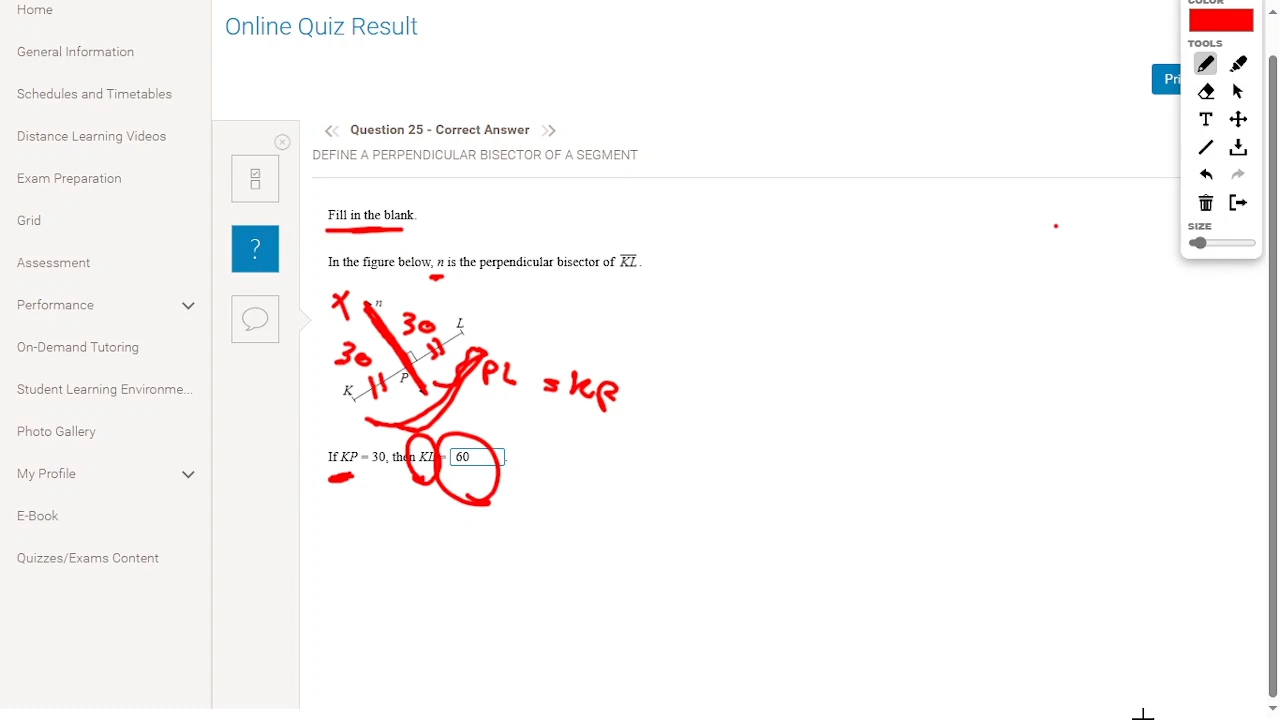 Home
General Information
Schedules and Timetables
Distance Learning Videos
Exam Preparation
Grid
Assessment
Performance
On-Demand Tutoring
Student Learning Environme...
Photo Gallery
My Profile
E-Book
Quizzes/Exams Content
Online Quiz Result
Question 25 - Correct Answer
DEFINE A PERPENDICULAR BISECTOR OF A SEGMENT
?
Fill in the blank.
In the figure below, n is the perpendicular bisector of KL.
X
n
30
L
30
P
K
PL = KP
If KP = 30, then KL = 60.
TOOLS
T
SIZE